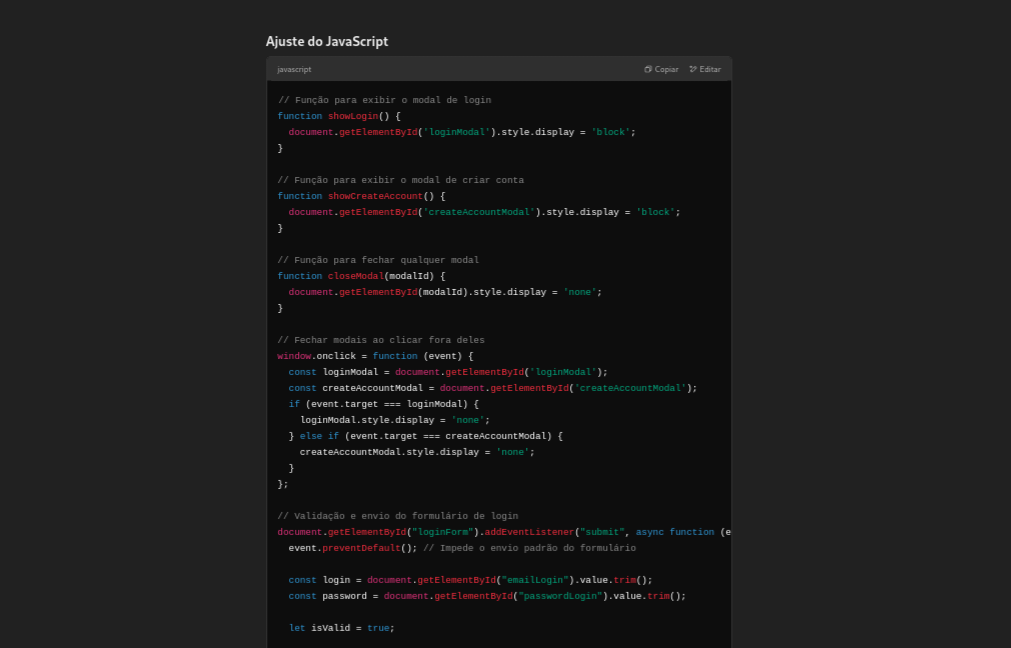 Ajuste do JavaScript
javascript
Copiar
Editar
// Função para exibir o modal de login
function showLogin() {
  document.getElementById('loginModal').style.display = 'block';
}

// Função para exibir o modal de criar conta
function showCreateAccount() {
  document.getElementById('createAccountModal').style.display = 'block';
}

// Função para fechar qualquer modal
function closeModal(modalId) {
  document.getElementById(modalId).style.display = 'none';
}

// Fechar modais ao clicar fora deles
window.onclick = function (event) {
  const loginModal = document.getElementById('loginModal');
  const createAccountModal = document.getElementById('createAccountModal');
  if (event.target === loginModal) {
    loginModal.style.display = 'none';
  } else if (event.target === createAccountModal) {
    createAccountModal.style.display = 'none';
  }
};

// Validação e envio do formulário de login
document.getElementById("loginForm").addEventListener("submit", async function (e
  event.preventDefault(); // Impede o envio padrão do formulário

  const login = document.getElementById("emailLogin").value.trim();
  const password = document.getElementById("passwordLogin").value.trim();

  let isValid = true;